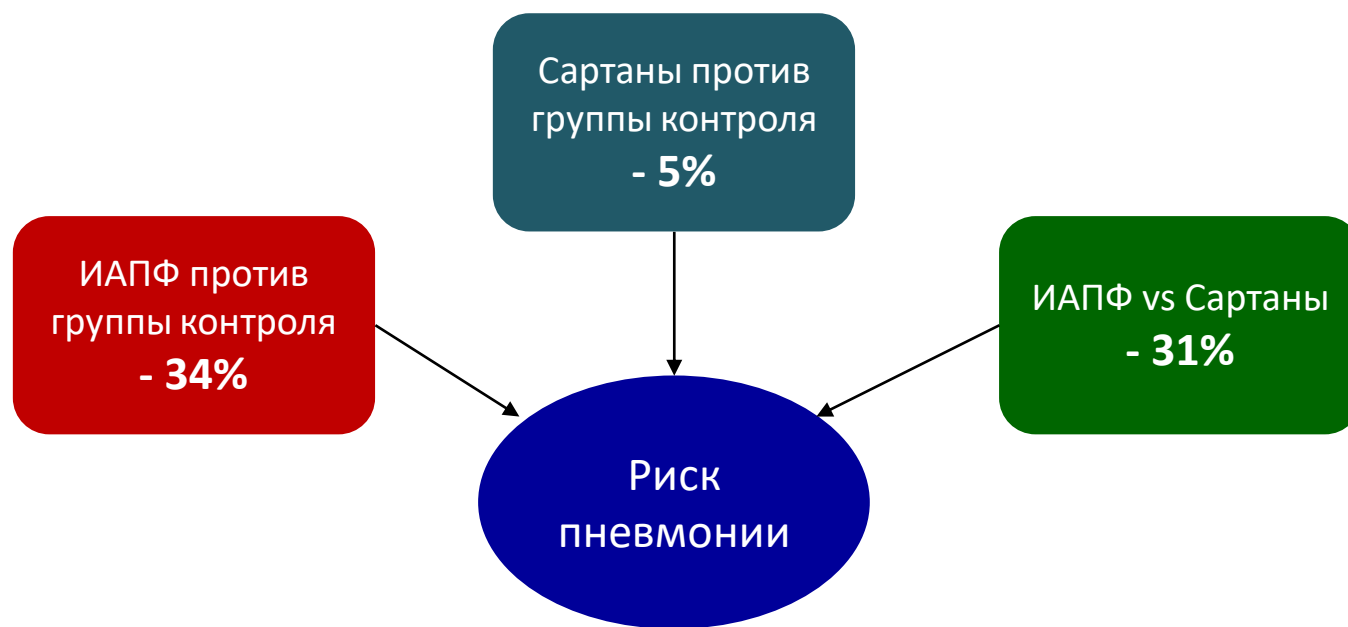 Сартаны против
группы контроля
- 5%
ИАПФ против
группы контроля
- 34%
ИАПФ vs Сартаны
- 31%
Риск
пневмонии